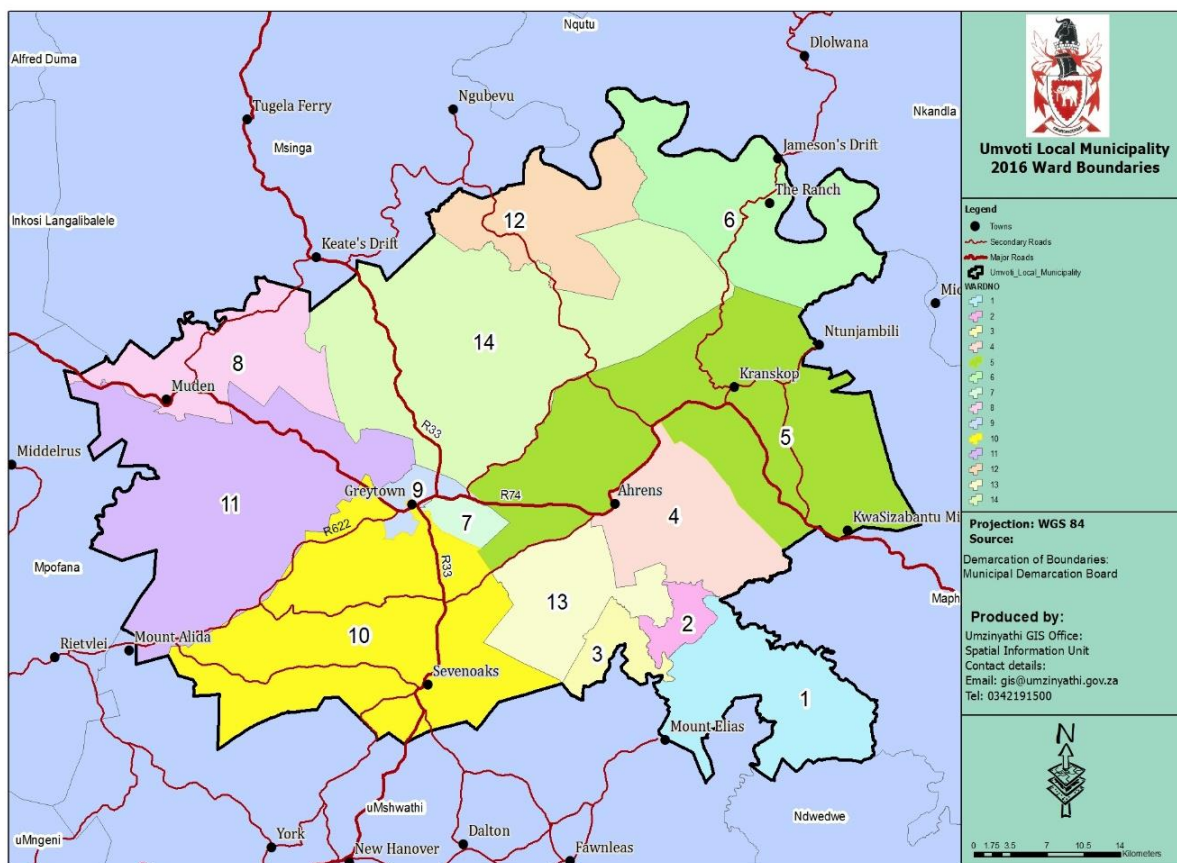 Nqutu
Alfred Duma
Dlolwana
Ngubevu
Nkandla
Tugela Ferry
Msinga
Jameson's Drift
The Ranch
Inkosi Langalibalele
12
6
Keate's Drift
Ntunjambili
14
8
Kranskop
Muden
R33
5
Middelrus
9
Greytown
R74
Ahrens
11
7
4
KwaSizabantu Mi
R622
R33
Mpofana
Maph
13
2
10
Rietvlei
Mount Alida
3
Sevenoaks
1
Mount Elias
uMshwathi
Ndwedwe
uMngeni
York
Dalton
New Hanover
Fawnleas
Umvoti Local Municipality
2016 Ward Boundaries
Legend
Towns
Secondary Roads
Major Roads
Umvoti_Local_Municipality
WARDNO
1
2
3
4
5
6
7
8
9
10
11
12
13
14
Projection: WGS 84
Source:
Demarcation of Boundaries:
Municipal Demarcation Board
Produced by:
Umzinyathi GIS Office:
Spatial Information Unit
Contact details:
Email: gis@umzinyathi.gov.za
Tel: 0342191500
N
0 1.75 3.5 7 10.5 14
Kilometers